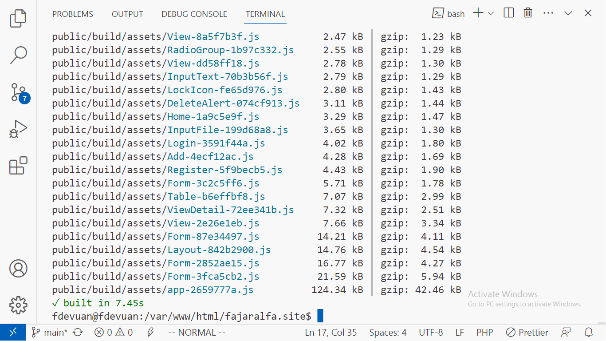 PROBLEMS OUTPUT DEBUG CONSOLE TERMINAL bash
public/build/assets/View-8a5f7b3f.js 2.47 kB | gzip: 1.23 kB
public/build/assets/RadioGroup-1b97c332.js 2.55 kB | gzip: 1.29 kB
public/build/assets/View-dd58ff18.js 2.78 kB | gzip: 1.30 kB
public/build/assets/InputText-70b3b56f.js 2.79 kB | gzip: 1.29 kB
public/build/assets/LockIcon-fe65d976.js 2.80 kB | gzip: 1.43 kB
public/build/assets/DeleteAlert-074cf913.js 3.11 kB | gzip: 1.44 kB
public/build/assets/Home-1a9c5e9f.js 3.29 kB | gzip: 1.47 kB
public/build/assets/InputFile-199d68a8.js 3.65 kB | gzip: 1.30 kB
public/build/assets/Login-3591f44a.js 4.02 kB | gzip: 1.80 kB
public/build/assets/Add-4ecf12ac.js 4.28 kB | gzip: 1.69 kB
public/build/assets/Register-5f9becb5.js 4.43 kB | gzip: 1.90 kB
public/build/assets/Form-3c2c5ff6.js 5.71 kB | gzip: 1.78 kB
public/build/assets/Table-b6effbf8.js 7.07 kB | gzip: 2.99 kB
public/build/assets/ViewDetail-72ee341b.js 7.32 kB | gzip: 2.51 kB
public/build/assets/View-2e26e1eb.js 7.66 kB | gzip: 3.34 kB
public/build/assets/Form-87e34497.js 14.21 kB | gzip: 4.11 kB
public/build/assets/Layout-842b2900.js 14.76 kB | gzip: 4.54 kB
public/build/assets/Form-2852ae15.js 16.77 kB | gzip: 4.27 kB
public/build/assets/Form-3fca5cb2.js 21.59 kB | gzip: 5.94 kB
public/build/assets/app-2659777a.js 124.34 kB | gzip: 42.46 kB
✓ built in 7.45s
fdevuan@fdevuan:/var/www/html/fajaralfa.site$
7
Activate Windows
Go to PC settings to activate Windows.
main* 0 0 -- NORMAL -- Ln 17, Col 35 Spaces: 4 UTF-8 LF PHP Prettier